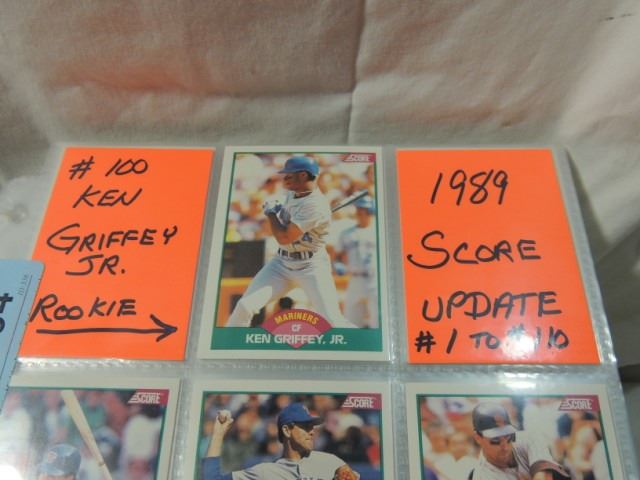 # 100
KEN
GRIFFEY
JR.
ROOKIE
SCORE
MARINERS
CF
KEN GRIFFEY, JR.
1989
SCORE
UPDATE
# 1 TO # 110
SCORE
SCORE
SCORE